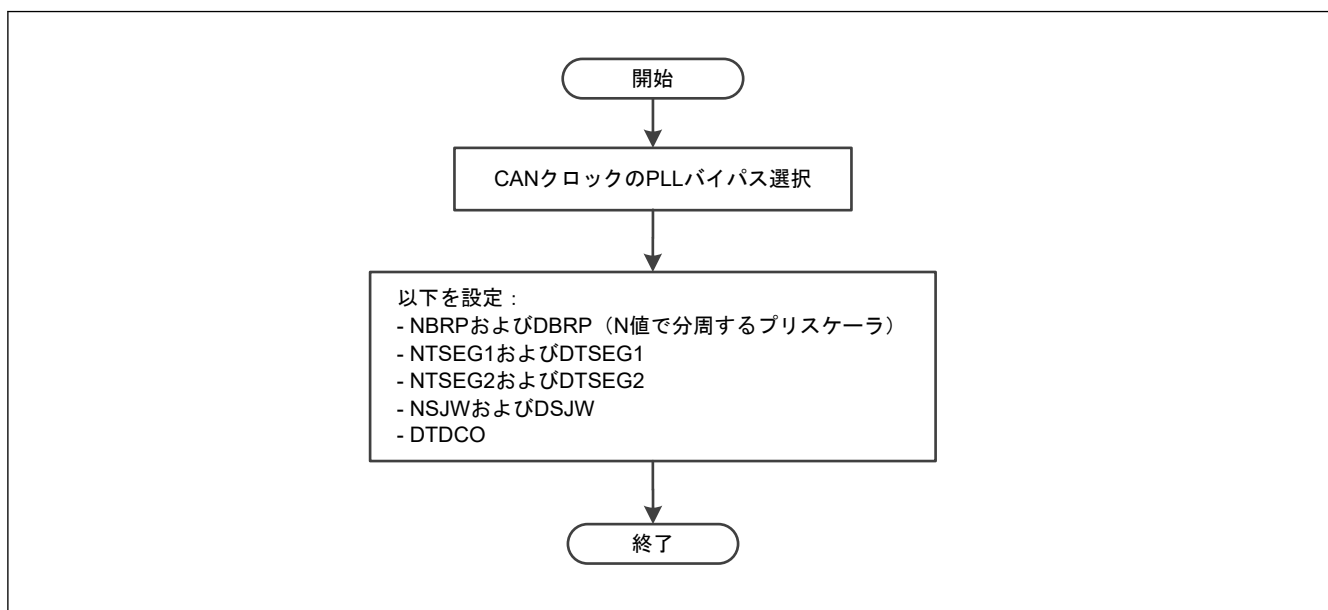 開始
CANクロックのPLLバイパス選択
以下を設定：
- NBRPおよびDBRP（N値で分周するプリスケーラ）
- NTSEG1およびDTSEG1
- NTSEG2およびDTSEG2
- NSJWおよびDSJW
- DTDCO
終了